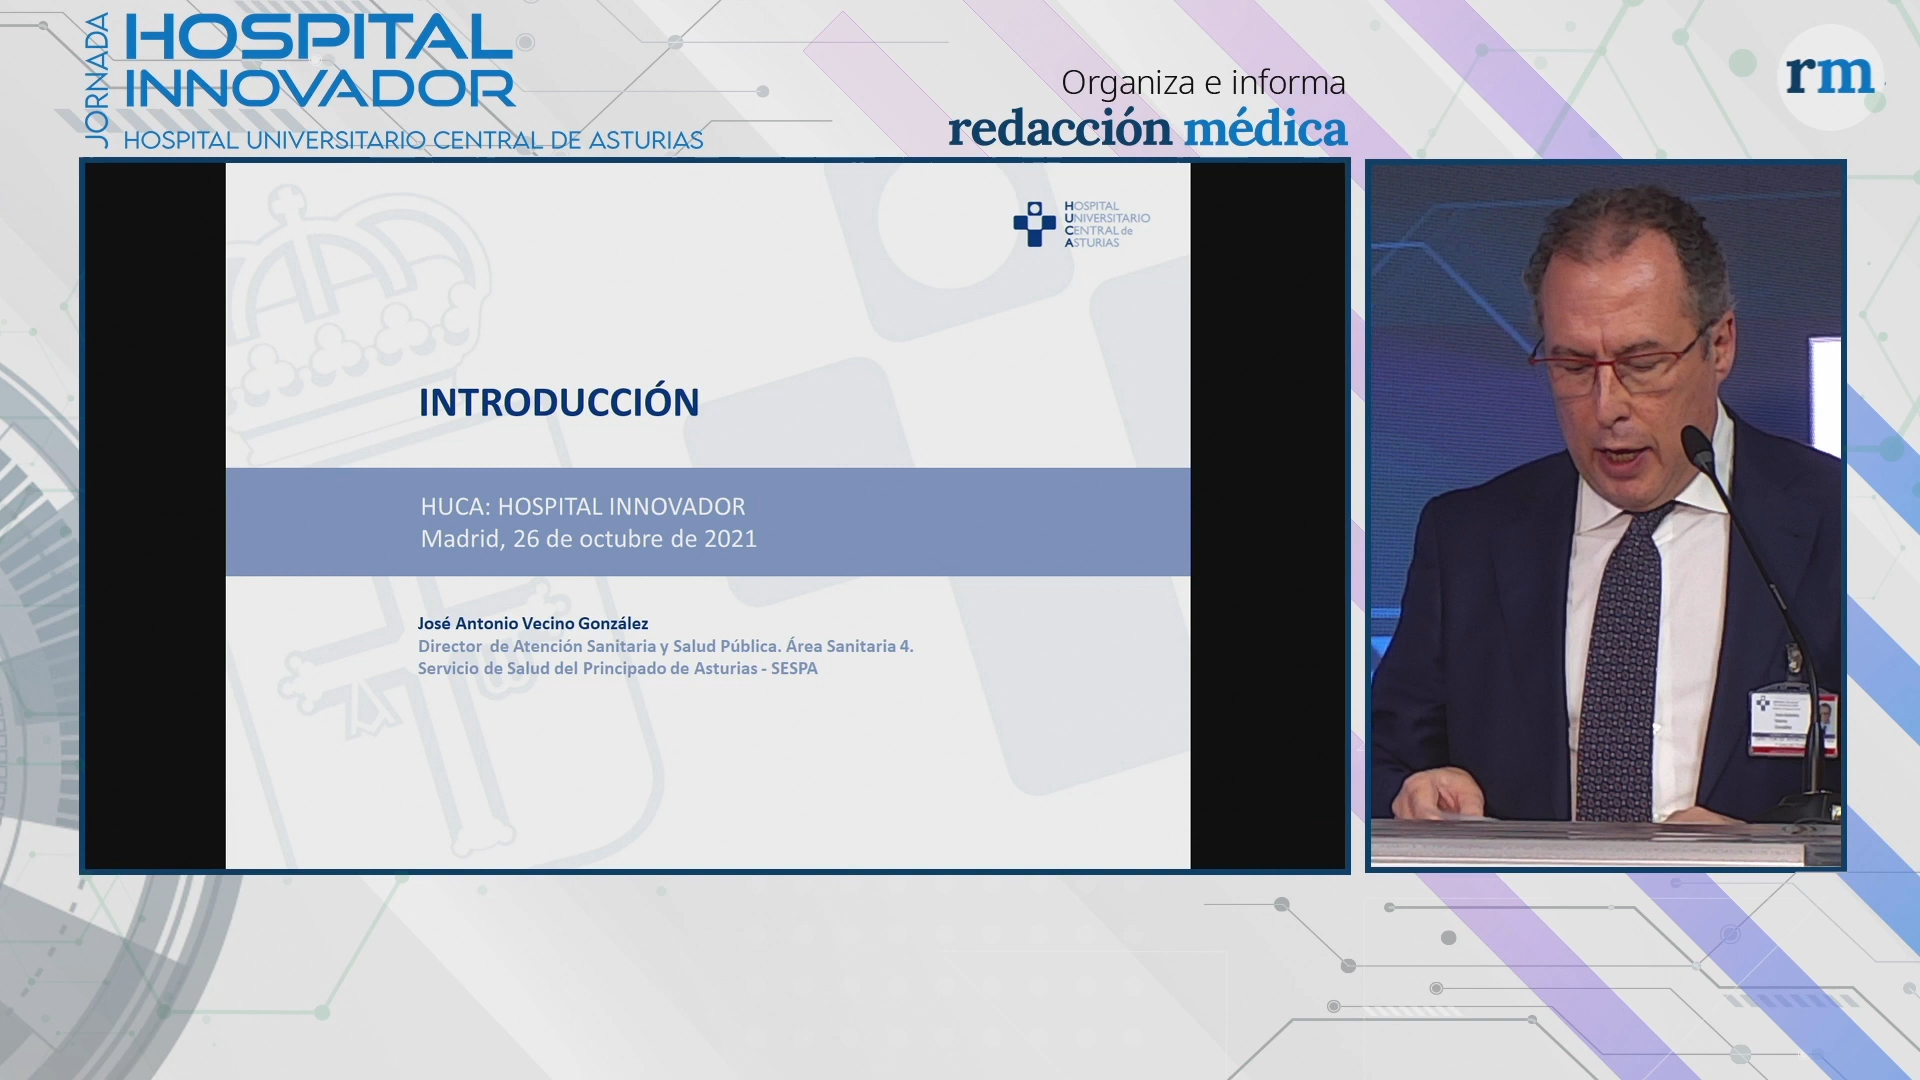 JORNADA
HOSPITAL
INNOVADOR
HOSPITAL UNIVERSITARIO CENTRAL DE ASTURIAS
Organiza e informa
redacción médica
rm
HOSPITAL
UNIVERSITARIO
CENTRAL de
ASTURIAS
INTRODUCCIÓN
HUCA: HOSPITAL INNOVADOR
Madrid, 26 de octubre de 2021
José Antonio Vecino González
Director de Atención Sanitaria y Salud Pública. Área Sanitaria 4.
Servicio de Salud del Principado de Asturias - SESPA